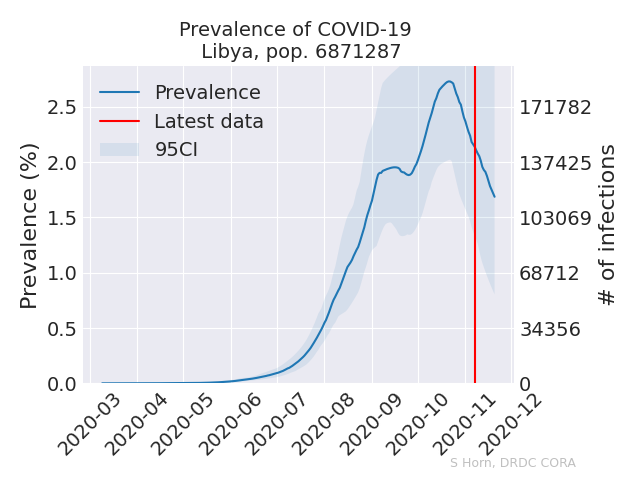 Prevalence of COVID-19
Libya, pop. 6871287
Prevalence
Latest data
95CI
Prevalence (%)
2.5
2.0
1.5
1.0
0.5
0.0
171782
137425
103069
68712
34356
0
# of infections
2020-03
2020-04
2020-05
2020-06
2020-07
2020-08
2020-09
2020-10
2020-11
2020-12
S Horn, DRDC CORA